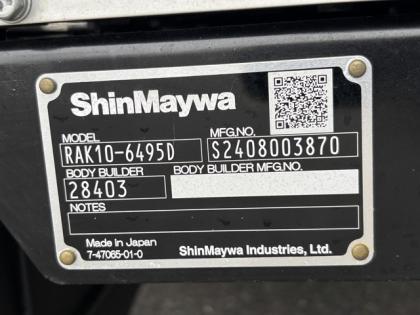 ShinMaywa
MODEL MFG.NO.
RAK10-6495D S2408003870
BODY BUILDER BODY BUILDER MFG.NO.
28403
NOTES
Made in Japan
7-47065-01-0 ShinMaywa Industries, Ltd.